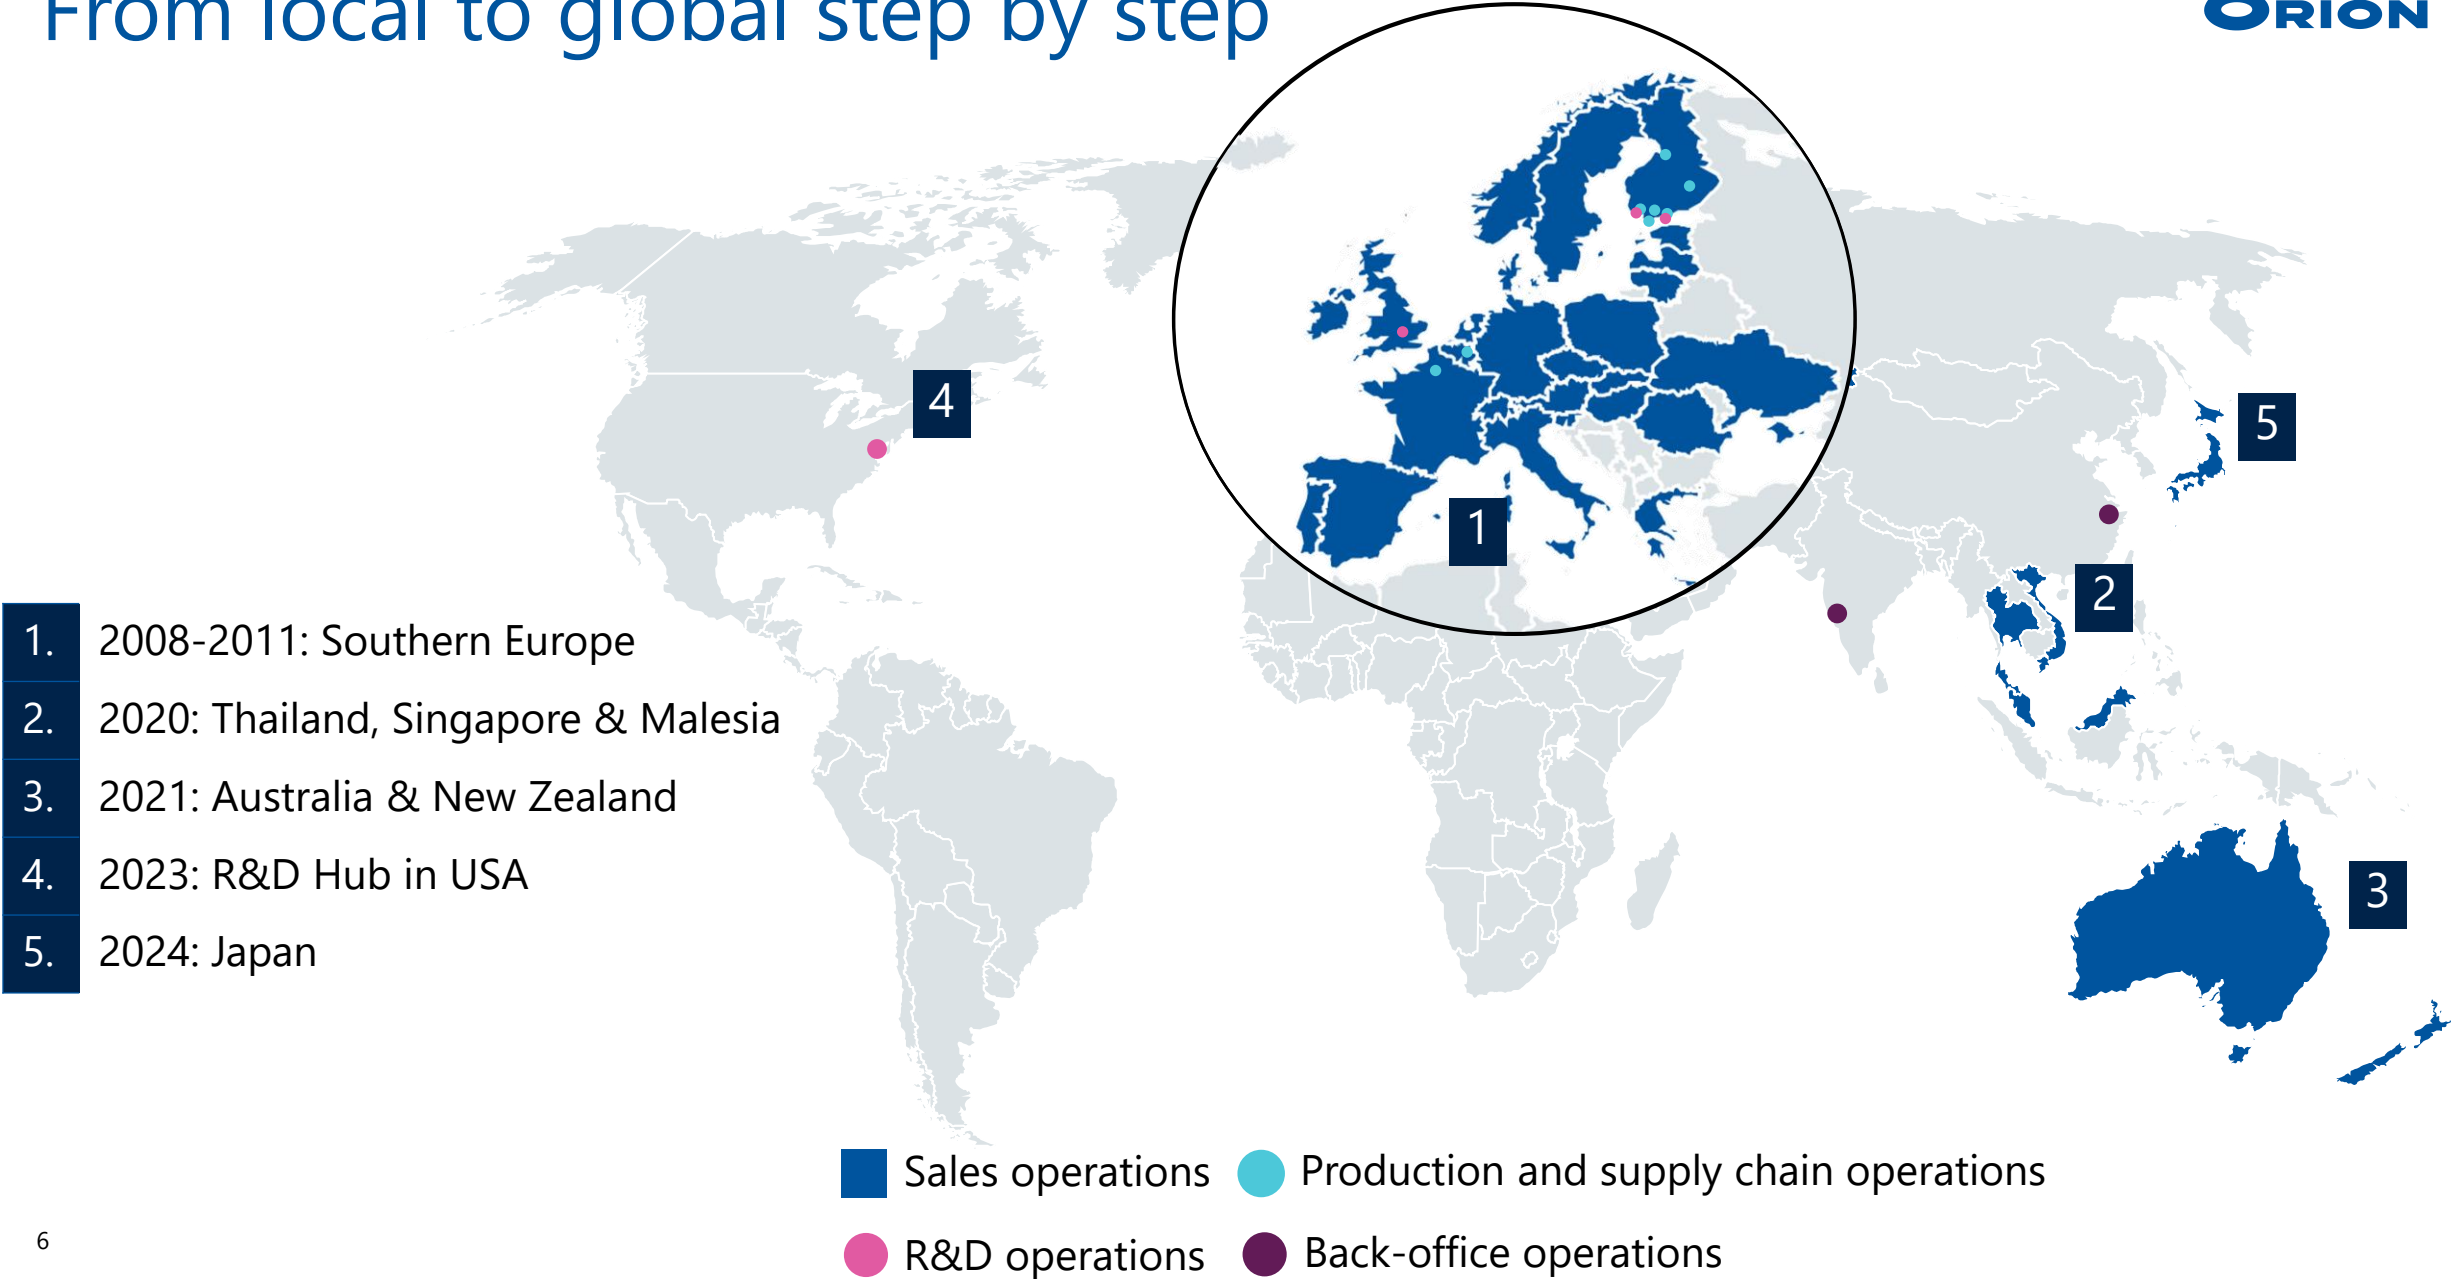 From local to global step by step
ORION
4
5
1
2
3
1. 2008-2011: Southern Europe
2. 2020: Thailand, Singapore & Malesia
3. 2021: Australia & New Zealand
4. 2023: R&D Hub in USA
5. 2024: Japan
Sales operations
Production and supply chain operations
R&D operations
Back-office operations
6